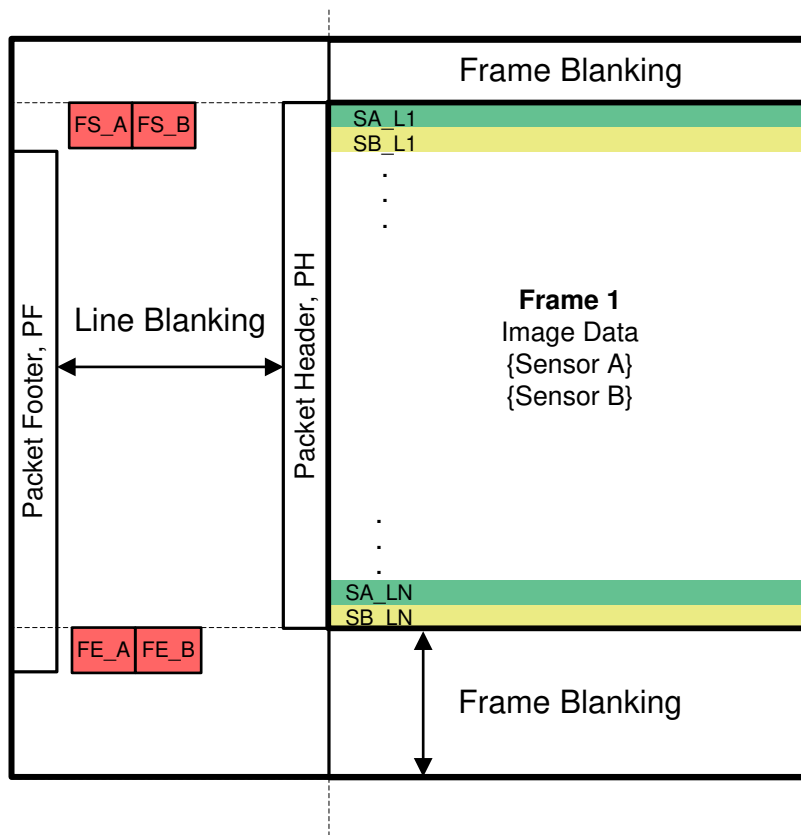 Frame Blanking
FS_A FS_B
SA_L1
SB_L1
.
.
.
Packet Footer, PF
Line Blanking
Packet Header, PH
Frame 1
Image Data
{Sensor A}
{Sensor B}
.
.
.
SA_LN
SB_LN
FE_A FE_B
Frame Blanking